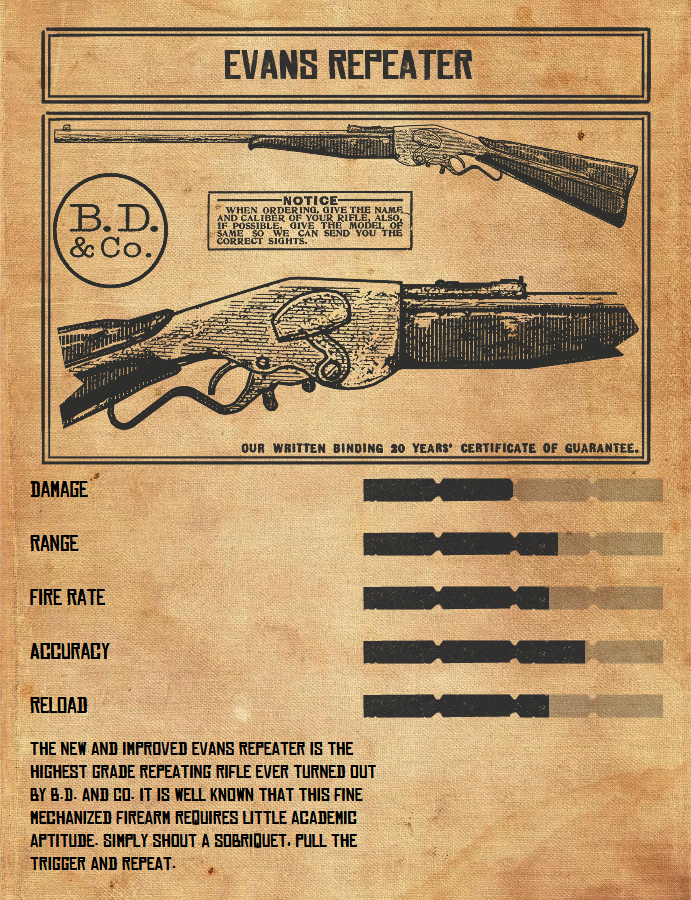 EVANS REPEATER
B.D.
& Co.
NOTICE
WHEN ORDERING, GIVE THE NAME
AND CALIBER OF YOUR RIFLE, ALSO,
IF POSSIBLE, GIVE THE MODEL OF
SAME SO WE CAN SEND YOU THE
CORRECT SIGHTS.
OUR WRITTEN BINDING 20 YEARS' CERTIFICATE OF GUARANTEE.
DAMAGE
RANGE
FIRE RATE
ACCURACY
RELOAD
THE NEW AND IMPROVED EVANS REPEATER IS THE
HIGHEST GRADE REPEATING RIFLE EVER TURNED OUT
BY B.D. AND CO. IT IS WELL KNOWN THAT THIS FINE
MECHANIZED FIREARM REQUIRES LITTLE ACADEMIC
APTITUDE. SIMPLY SHOUT A SOBRIQUET, PULL THE
TRIGGER AND REPEAT.